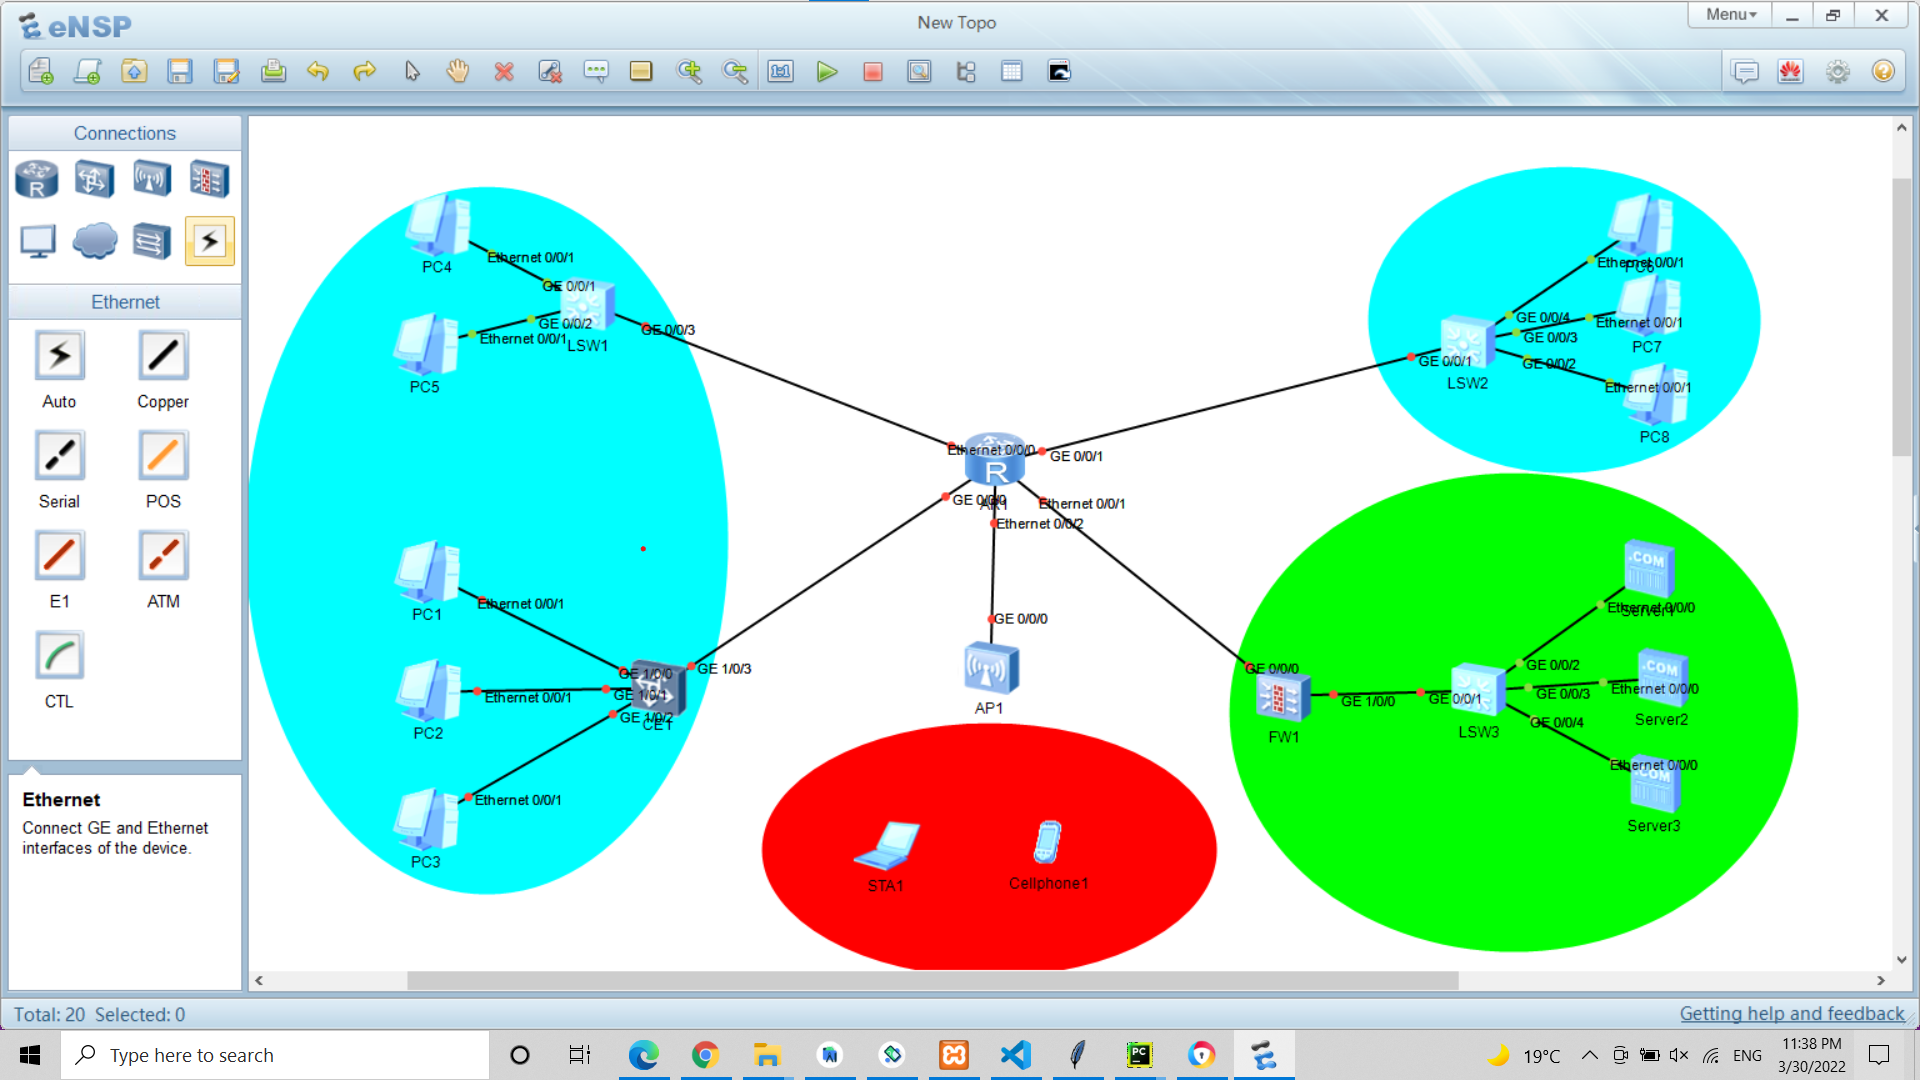 eNSP
New Topo
Menu
Connections
Ethernet
Auto
Copper
Serial
POS
E1
ATM
CTL
Ethernet
Connect GE and Ethernet
interfaces of the device.
PC4
Ethernet 0/0/1
GE 0/0/1
PC5
Ethernet 0/0/1
GE 0/0/2
LSW1
GE 0/0/3
PC1
Ethernet 0/0/1
GE 1/0/0
PC2
Ethernet 0/0/1
GE 1/0/1
PC3
Ethernet 0/0/1
GE 1/0/2
CE1
GE 1/0/3
Ethernet 0/0/0
GE 0/0/1
R
GE 0/0/0
AR1
Ethernet 0/0/1
Ethernet 0/0/2
GE 0/0/0
AP1
STA1
Cellphone1
PC6
Ethernet 0/0/1
GE 0/0/4
PC7
Ethernet 0/0/1
GE 0/0/3
PC8
Ethernet 0/0/1
GE 0/0/2
GE 0/0/1
LSW2
GE 0/0/0
FW1
GE 1/0/0
GE 0/0/1
LSW3
GE 0/0/2
GE 0/0/3
GE 0/0/4
.COM
Ethernet 0/0/0
Server1
.COM
Ethernet 0/0/0
Server2
Ethernet 0/0/0
.COM
Server3
Total: 20 Selected: 0
Getting help and feedback
Type here to search
19°C
ENG
11:38 PM
3/30/2022